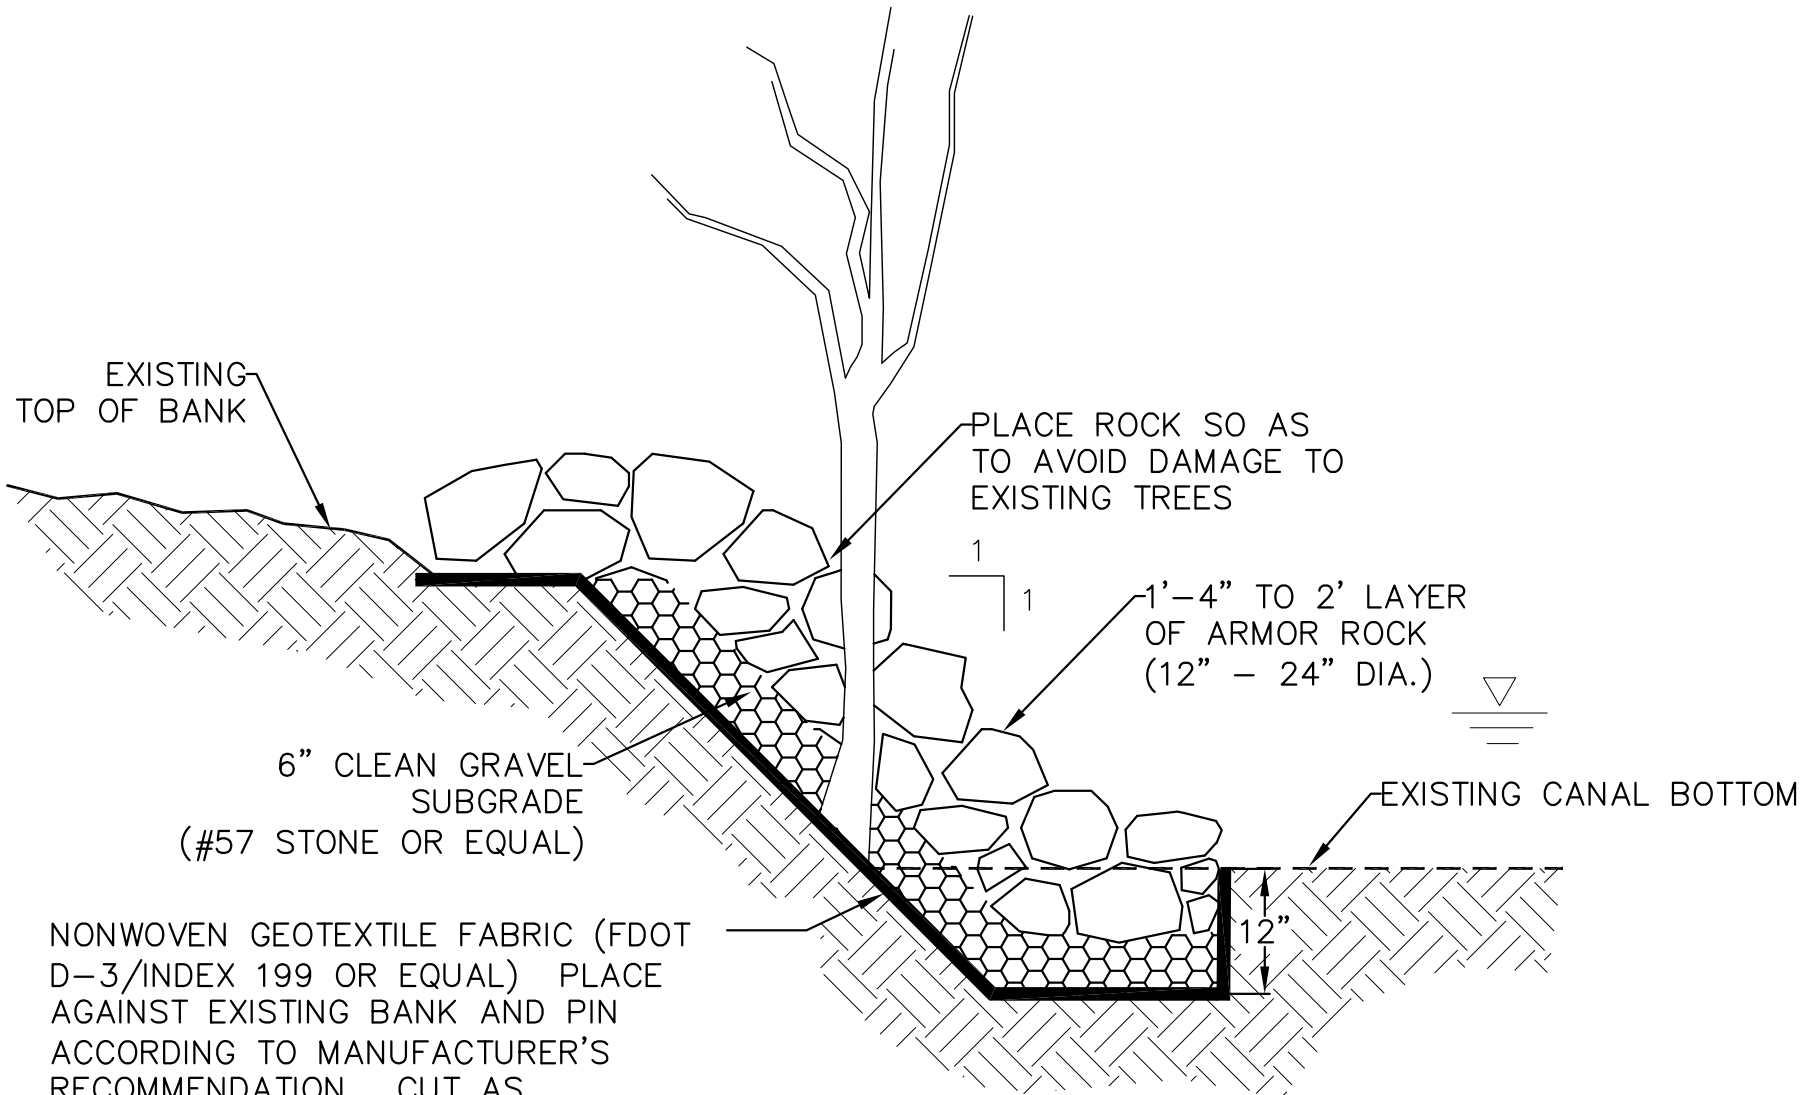 EXISTING
TOP OF BANK
PLACE ROCK SO AS
TO AVOID DAMAGE TO
EXISTING TREES
1
1
1'-4" TO 2' LAYER
OF ARMOR ROCK
(12" - 24" DIA.)
6" CLEAN GRAVEL
SUBGRADE
(#57 STONE OR EQUAL)
EXISTING CANAL BOTTOM
12"
NONWOVEN GEOTEXTILE FABRIC (FDOT
D-3/INDEX 199 OR EQUAL) PLACE
AGAINST EXISTING BANK AND PIN
ACCORDING TO MANUFACTURER'S
RECOMMENDATION CUT AS